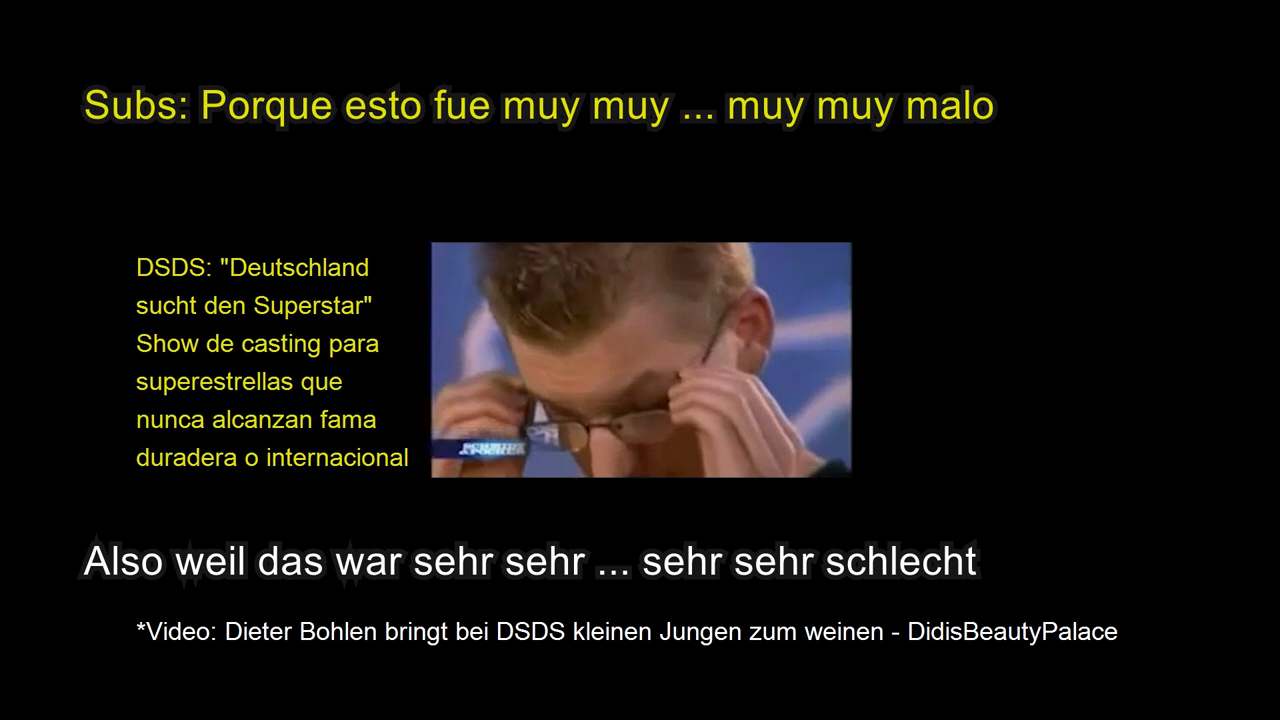 Subs: Porque esto fue muy muy ... muy muy malo
DSDS: "Deutschland
sucht den Superstar"
Show de casting para
superestrellas que
nunca alcanzan fama
duradera o internacional
SCHMIDT
&POCHER
Also weil das war sehr sehr ... sehr sehr schlecht
*Video: Dieter Bohlen bringt bei DSDS kleinen Jungen zum weinen - DidisBeautyPalace